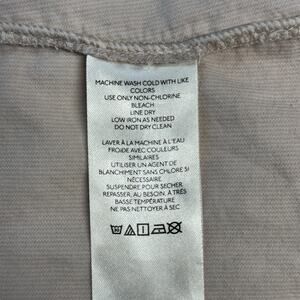 MACHINE WASH COLD WITH LIKE
COLORS
USE ONLY NON-CHLORINE
BLEACH
LINE DRY
LOW IRON AS NEEDED
DO NOT DRY CLEAN
LAVER À LA MACHINE À L'EAU
FROIDE AVEC COULEURS
SIMILAIRES
UTILISER UN AGENT DE
BLANCHIMENT SANS CHLORE SI
NÉCESSAIRE
SUSPENDRE POUR SÉCHER
REPASSER, AU BESOIN, À TRÈS
BASSE TEMPÉRATURE
NE PAS NETTOYER À SEC